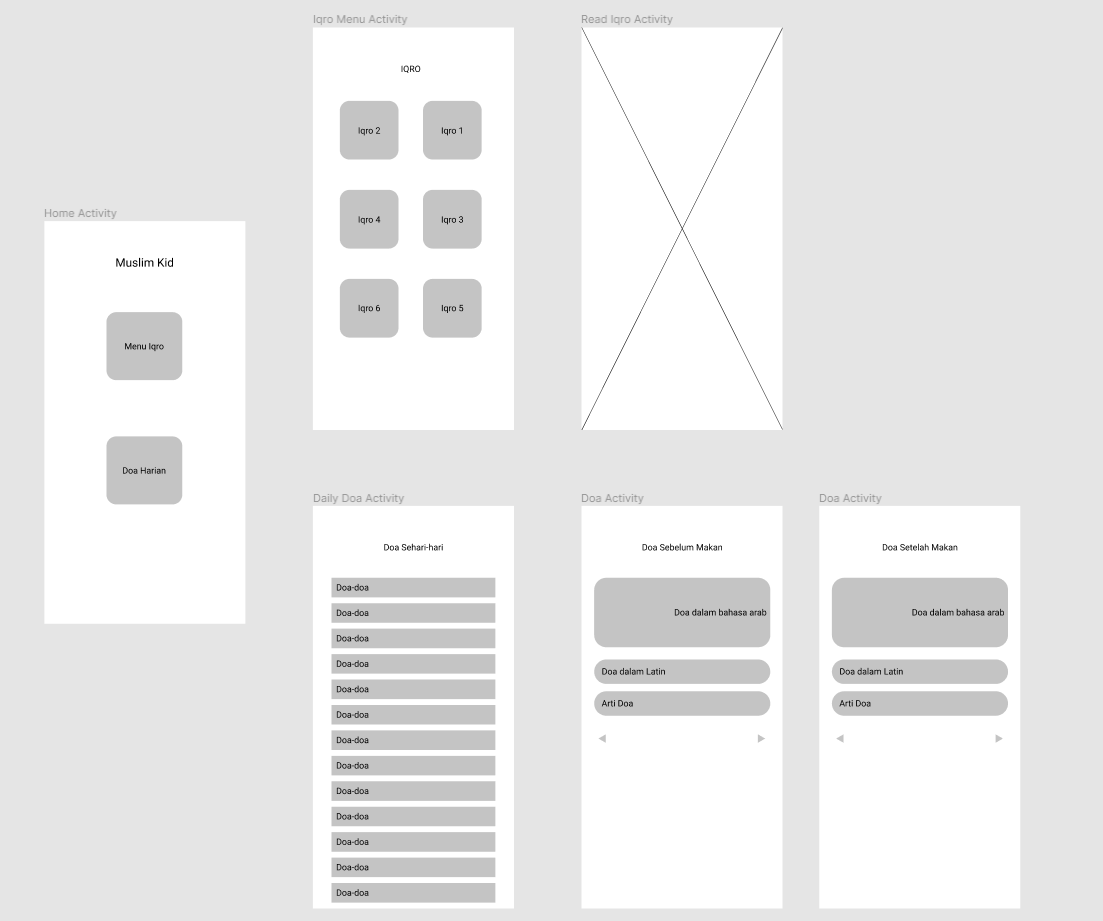 Iqro Menu Activity
Read Iqro Activity
IQRO
Iqro 2
Iqro 1
Iqro 4
Iqro 3
Iqro 6
Iqro 5
Home Activity
Muslim Kid
Menu Iqro
Doa Harian
Daily Doa Activity
Doa Sehari-hari
Doa-doa
Doa-doa
Doa-doa
Doa-doa
Doa-doa
Doa-doa
Doa-doa
Doa-doa
Doa-doa
Doa-doa
Doa-doa
Doa-doa
Doa-doa
Doa Activity
Doa Sebelum Makan
Doa dalam bahasa arab
Doa dalam Latin
Arti Doa
Doa Activity
Doa Setelah Makan
Doa dalam bahasa arab
Doa dalam Latin
Arti Doa